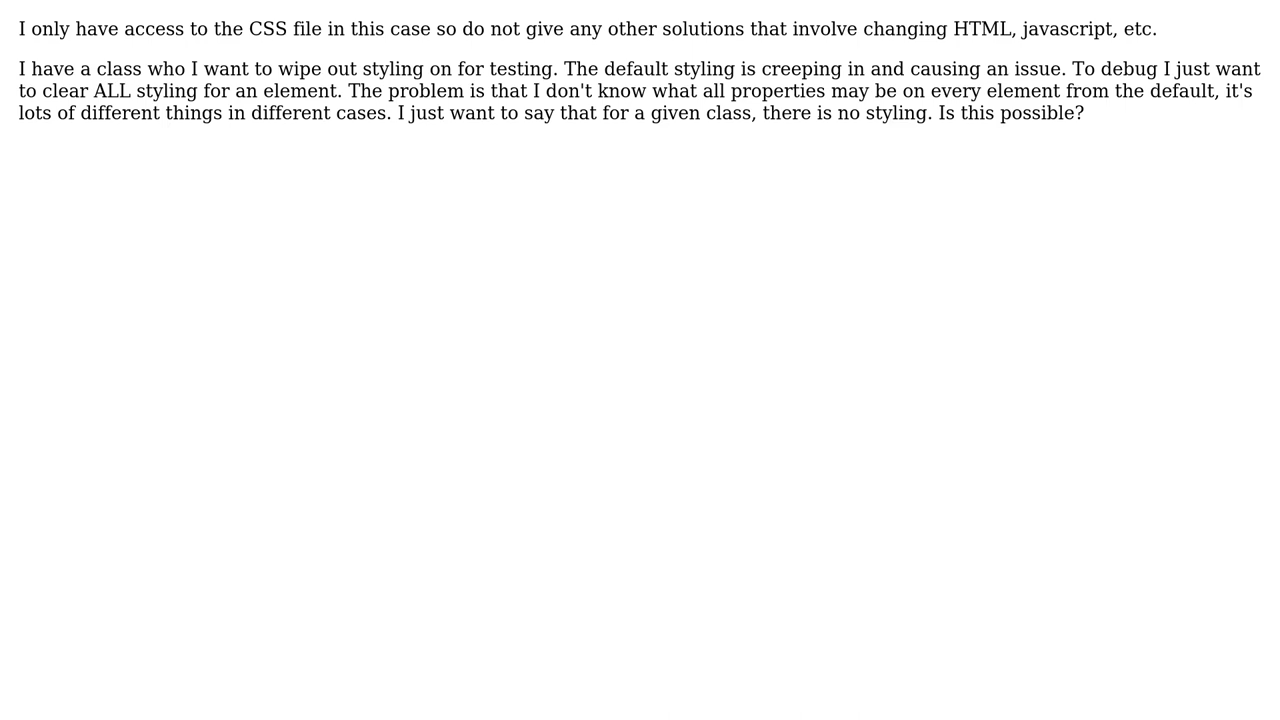 I only have access to the CSS file in this case so do not give any other solutions that involve changing HTML, javascript, etc.
I have a class who I want to wipe out styling on for testing. The default styling is creeping in and causing an issue. To debug I just want
to clear ALL styling for an element. The problem is that I don't know what all properties may be on every element from the default, it's
lots of different things in different cases. I just want to say that for a given class, there is no styling. Is this possible?